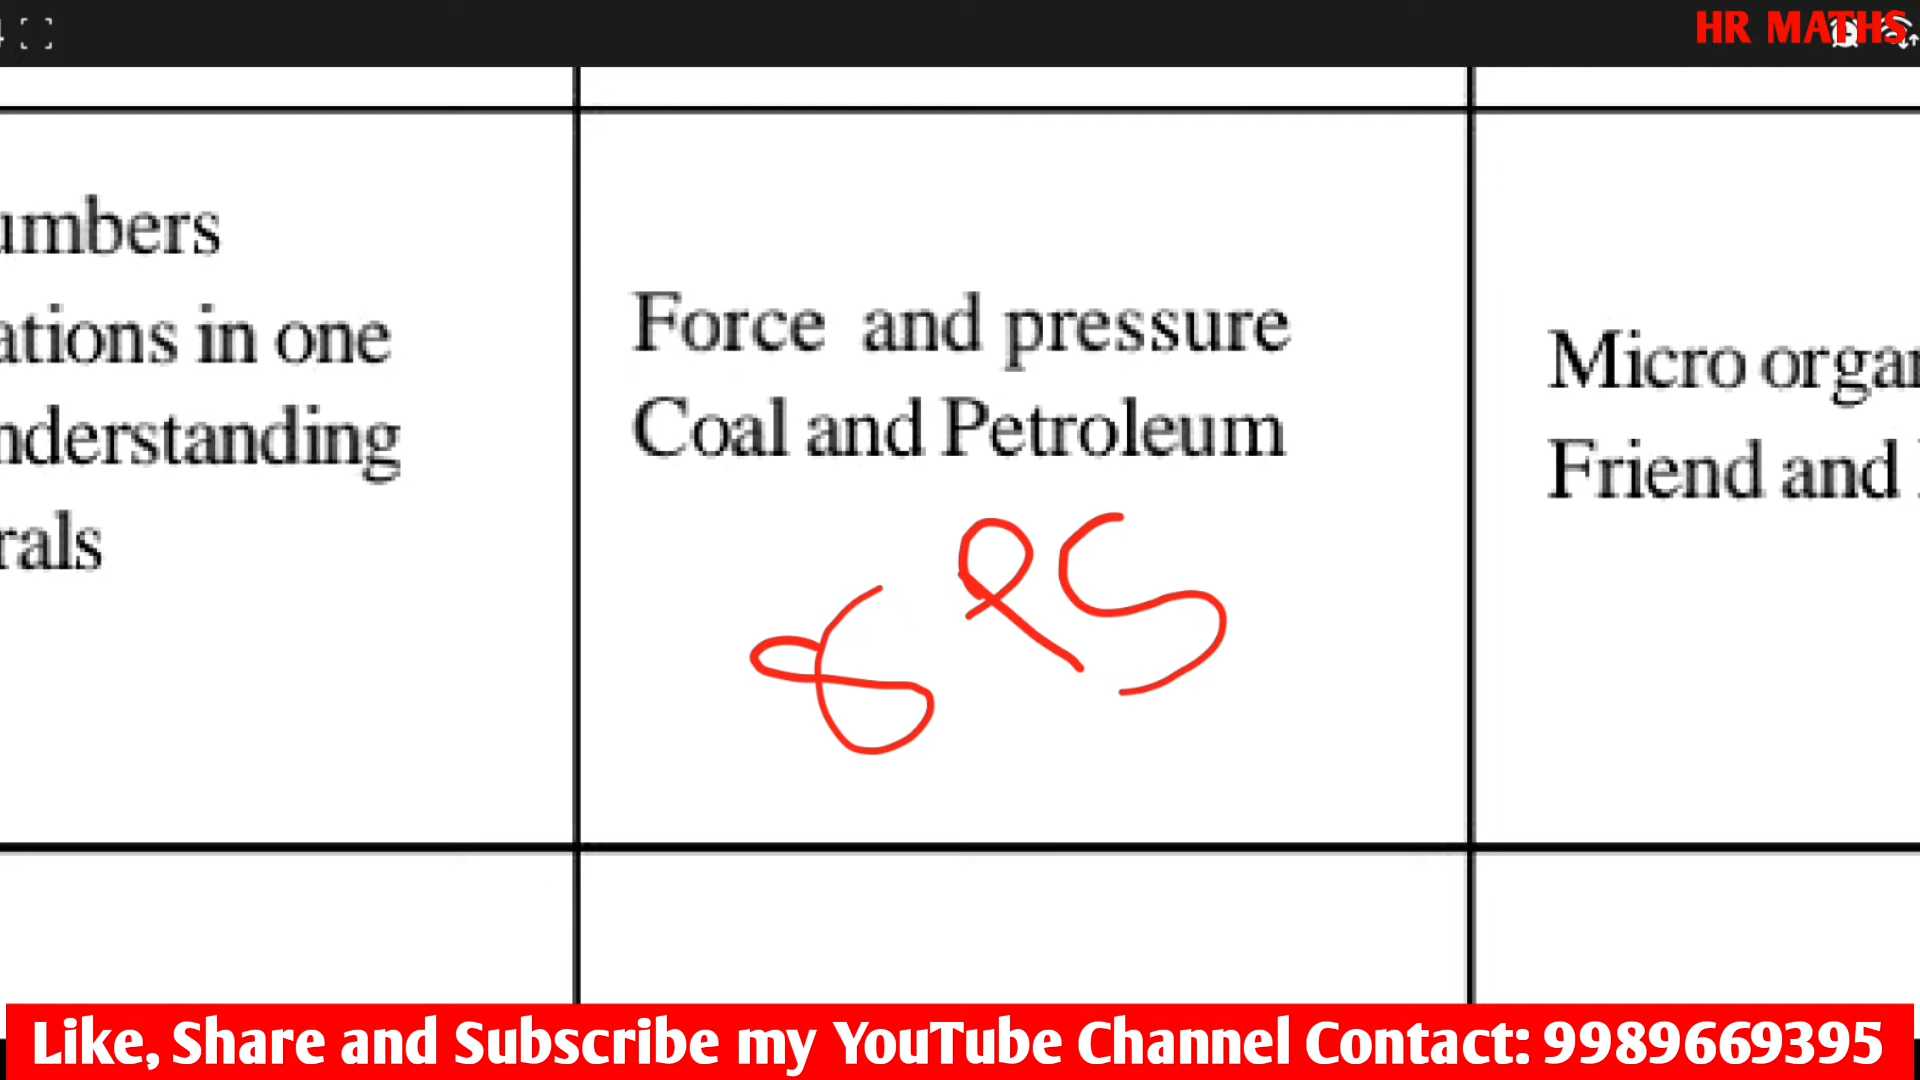 HR MATHS
umbers
ations in one
nderstanding
rals
Force and pressure
Coal and Petroleum
Micro organ
Friend and
Like, Share and Subscribe my YouTube Channel Contact: 9989669395